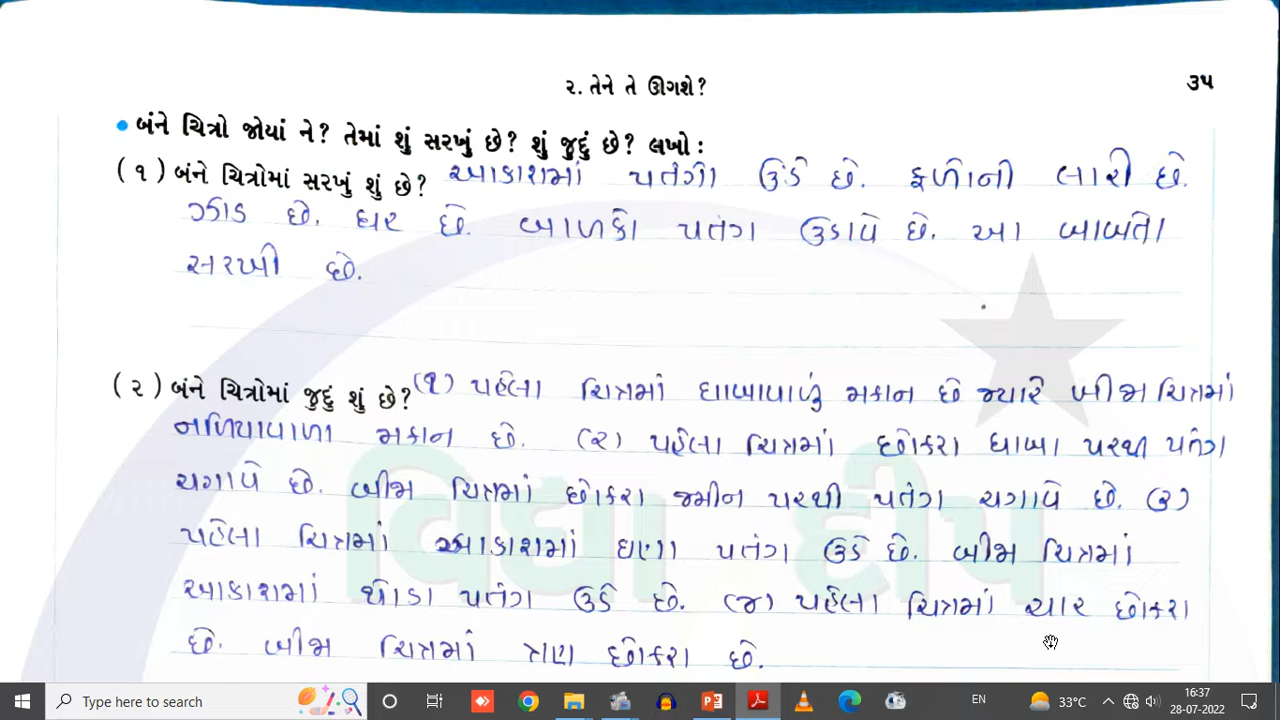 ૨. તેને તે ઊગશે?
૩૫
• બંને ચિત્રો જોયાં ને? તેમાં શું સરખું છે? શું જુદું છે? લખો :
(૧) બંને ચિત્રોમાં સરખું શું છે? આકાશમાં પતંગો ઉડે છે. ફળોની લારી છે.
ઝાડ છે. ઘર છે. બાળકો પતંગ ઉડાવે છે. આ બાબતો
સરખી છે.
(૨) બંને ચિત્રોમાં જુદું શું છે? (૧) પહેલા ચિત્રમાં ધાબાવાળું મકાન છે જ્યારે બીજા ચિત્રમાં
નળિયાવાળા મકાન છે. (૨) પહેલા ચિત્રમાં છોકરા ધાબા પરથી પતંગ
ચગાવે છે. બીજા ચિત્રમાં છોકરા જમીન પરથી પતંગ ચગાવે છે. (૩)
પહેલા ચિત્રમાં આકાશમાં ઘણા પતંગ ઉડે છે. બીજા ચિત્રમાં
આકાશમાં થોડા પતંગ ઉડે છે. (૪) પહેલા ચિત્રમાં ચાર છોકરા
છે. બીજા ચિત્રમાં ત્રણ છોકરા છે.
વિદ્યા દીપ
Type here to search
EN
33°C
16:37
28-07-2022